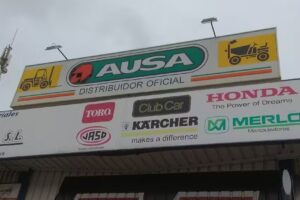 AUSA
DISTRIBUIDOR OFICIAL
TORO
Club Car
HONDA
The Power of Dreams
JASO
KÄRCHER
makes a difference
MERLO
S.L.